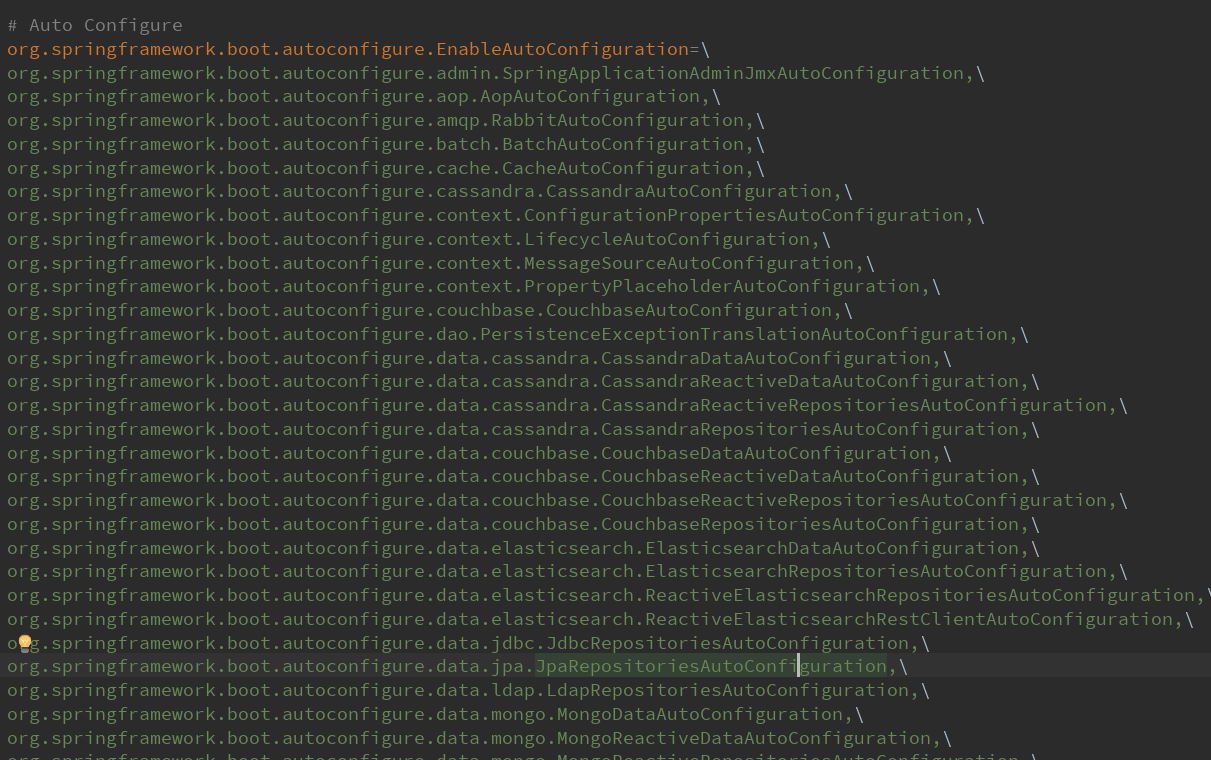 # Auto Configure
org.springframework.boot.autoconfigure.EnableAutoConfiguration=\
org.springframework.boot.autoconfigure.admin.SpringApplicationAdminJmxAutoConfiguration,\
org.springframework.boot.autoconfigure.aop.AopAutoConfiguration,\
org.springframework.boot.autoconfigure.amqp.RabbitAutoConfiguration,\
org.springframework.boot.autoconfigure.batch.BatchAutoConfiguration,\
org.springframework.boot.autoconfigure.cache.CacheAutoConfiguration,\
org.springframework.boot.autoconfigure.cassandra.CassandraAutoConfiguration,\
org.springframework.boot.autoconfigure.context.ConfigurationPropertiesAutoConfiguration,\
org.springframework.boot.autoconfigure.context.LifecycleAutoConfiguration,\
org.springframework.boot.autoconfigure.context.MessageSourceAutoConfiguration,\
org.springframework.boot.autoconfigure.context.PropertyPlaceholderAutoConfiguration,\
org.springframework.boot.autoconfigure.couchbase.CouchbaseAutoConfiguration,\
org.springframework.boot.autoconfigure.dao.PersistenceExceptionTranslationAutoConfiguration,\
org.springframework.boot.autoconfigure.data.cassandra.CassandraDataAutoConfiguration,\
org.springframework.boot.autoconfigure.data.cassandra.CassandraReactiveDataAutoConfiguration,\
org.springframework.boot.autoconfigure.data.cassandra.CassandraReactiveRepositoriesAutoConfiguration,\
org.springframework.boot.autoconfigure.data.cassandra.CassandraRepositoriesAutoConfiguration,\
org.springframework.boot.autoconfigure.data.couchbase.CouchbaseDataAutoConfiguration,\
org.springframework.boot.autoconfigure.data.couchbase.CouchbaseReactiveDataAutoConfiguration,\
org.springframework.boot.autoconfigure.data.couchbase.CouchbaseReactiveRepositoriesAutoConfiguration,\
org.springframework.boot.autoconfigure.data.couchbase.CouchbaseRepositoriesAutoConfiguration,\
org.springframework.boot.autoconfigure.data.elasticsearch.ElasticsearchDataAutoConfiguration,\
org.springframework.boot.autoconfigure.data.elasticsearch.ElasticsearchRepositoriesAutoConfiguration,\
org.springframework.boot.autoconfigure.data.elasticsearch.ReactiveElasticsearchRepositoriesAutoConfiguration,\
org.springframework.boot.autoconfigure.data.elasticsearch.ReactiveElasticsearchRestClientAutoConfiguration,\
org.springframework.boot.autoconfigure.data.jdbc.JdbcRepositoriesAutoConfiguration,\
org.springframework.boot.autoconfigure.data.jpa.JpaRepositoriesAutoConfiguration,\
org.springframework.boot.autoconfigure.data.ldap.LdapRepositoriesAutoConfiguration,\
org.springframework.boot.autoconfigure.data.mongo.MongoDataAutoConfiguration,\
org.springframework.boot.autoconfigure.data.mongo.MongoReactiveDataAutoConfiguration,\